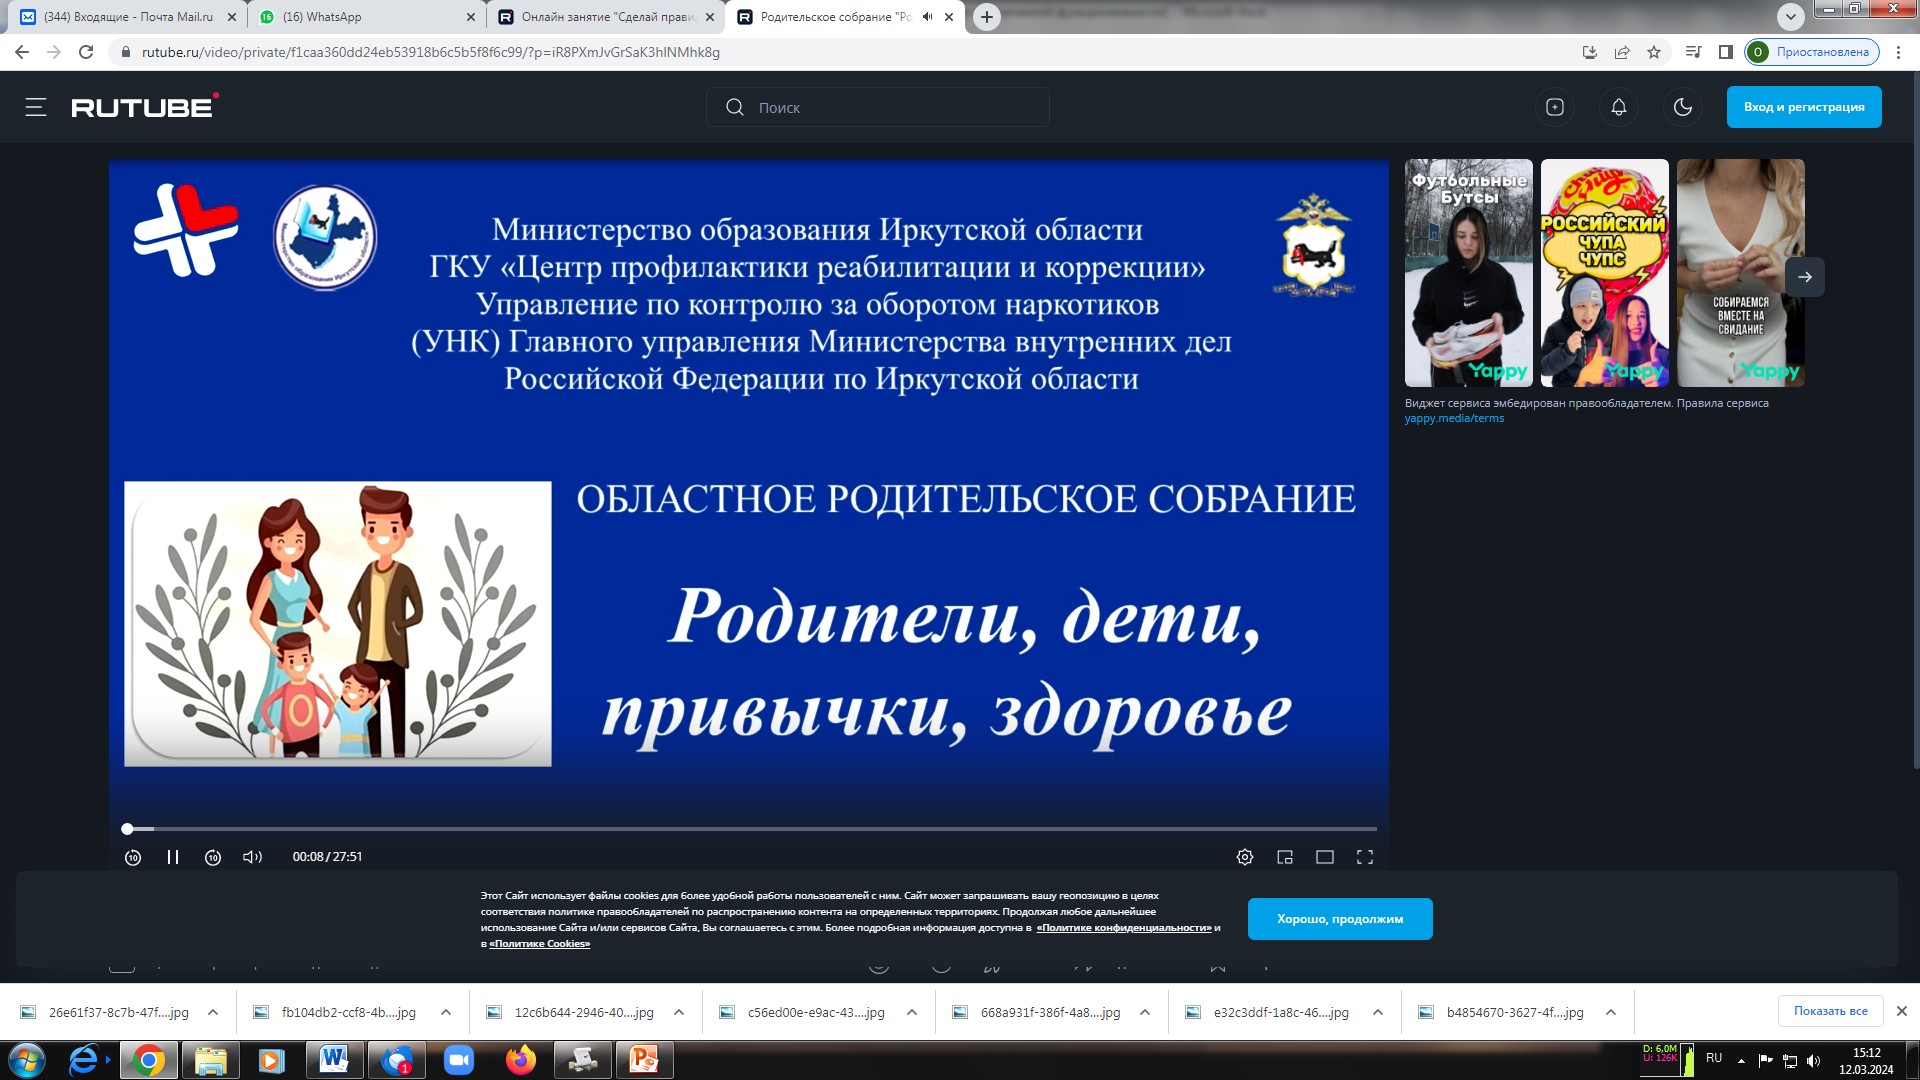 (344) Входящие - Почта Mail.ru
(16) WhatsApp
Онлайн занятие "Сделай прави
Родительское собрание "Ро
rutube.ru/video/private/f1caa360dd24eb53918b6c5b5f8f6c99/?p=iR8PXmJvGrSaK3hINMhk8g
O Приостановлена
RUTUBE
Поиск
Вход и регистрация
Министерство образования Иркутской области
ГКУ «Центр профилактики реабилитации и коррекции»
Управление по контролю за оборотом наркотиков
(УНК) Главного управления Министерства внутренних дел
Российской Федерации по Иркутской области
ОБЛАСТНОЕ РОДИТЕЛЬСКОЕ СОБРАНИЕ
Родители, дети,
привычки, здоровье
Футбольные
Бутсы
Yappy
Чупа
РОССИЙСКИЙ
ЧУПА
ЧУПС
Yappy
СОБИРАЕМСЯ
ВМЕСТЕ НА
СВИДАНИЕ
Yappy
Виджет сервиса эмбедирован правообладателем. Правила сервиса
yappy.media/terms
10
10
00:08 / 27:51
Этот Сайт использует файлы cookies для более удобной работы пользователей с ним. Сайт может запрашивать вашу геопозицию в целях
соответствия политике правообладателей по распространению контента на определенных территориях. Продолжая любое дальнейшее
использование Сайта и/или сервисов Сайта, Вы соглашаетесь с этим. Более подробная информация доступна в «Политике конфиденциальности» и
в «Политике Cookies»
Хорошо, продолжим
26e61f37-8c7b-47f....jpg
fb104db2-ccf8-4b....jpg
12c6b644-2946-40....jpg
c56ed00e-e9ac-43....jpg
668a931f-386f-4a8....jpg
e32c3ddf-1a8c-46....jpg
b4854670-3627-4f....jpg
Показать все
1
D: 6,0M
U: 126K
RU
15:12
12.03.2024